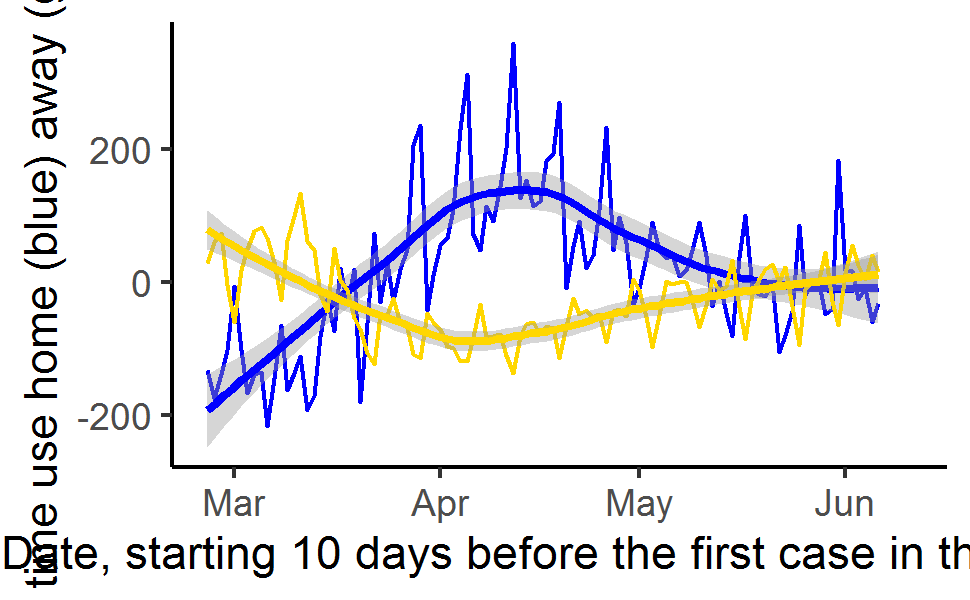 time use home (blue) away (
200
0
-200
Mar Apr May Jun
Date, starting 10 days before the first case in th